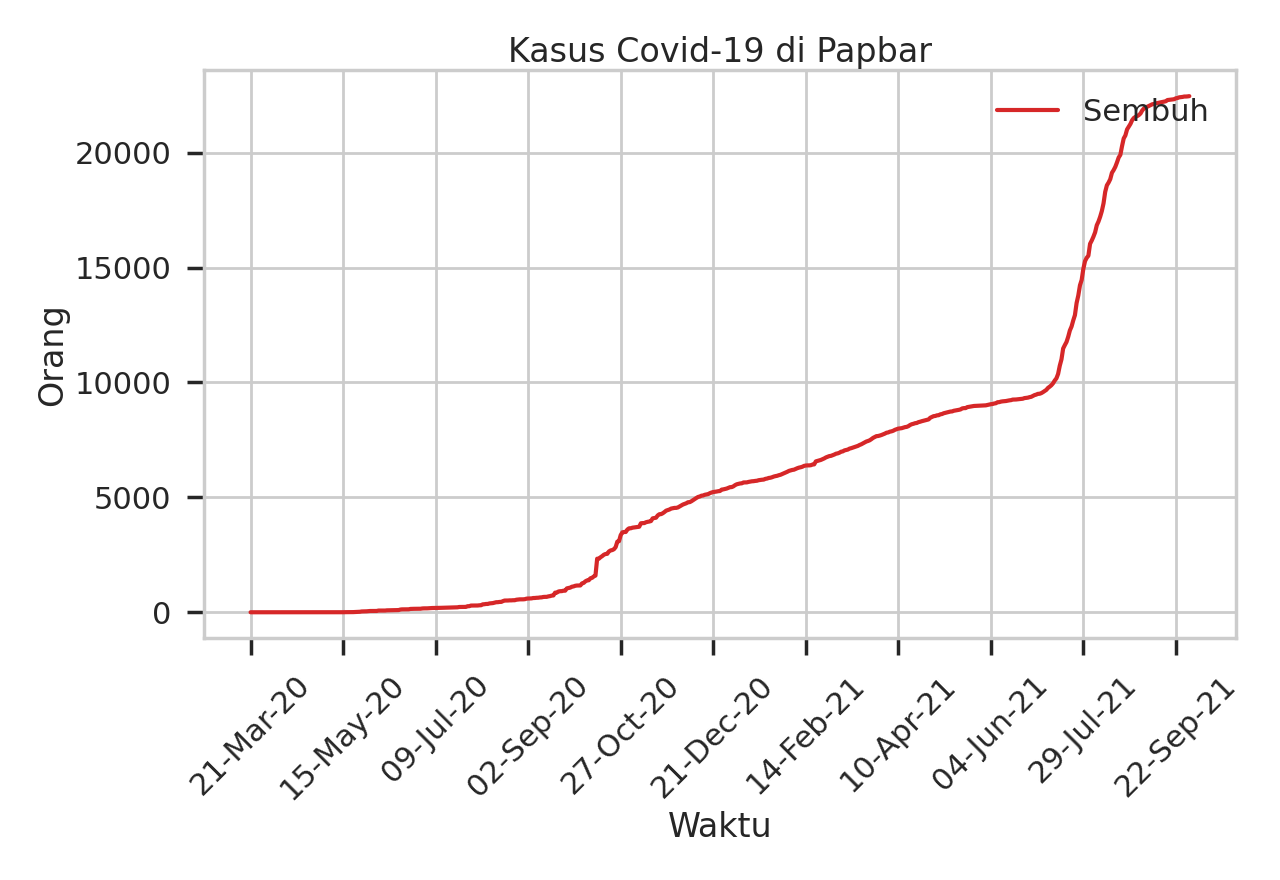 Kasus Covid-19 di Papbar
Sembuh
20000
15000
10000
5000
0
Orang
21-Mar-20
15-May-20
09-Jul-20
02-Sep-20
27-Oct-20
21-Dec-20
14-Feb-21
10-Apr-21
04-Jun-21
29-Jul-21
22-Sep-21
Waktu